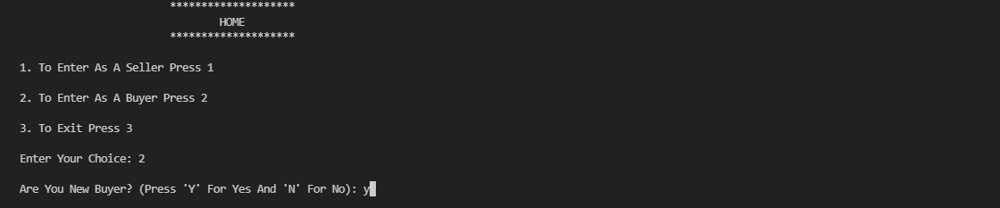 ********************
HOME
********************
1. To Enter As A Seller Press 1
2. To Enter As A Buyer Press 2
3. To Exit Press 3
Enter Your Choice: 2
Are You New Buyer? (Press 'Y' For Yes And 'N' For No): y